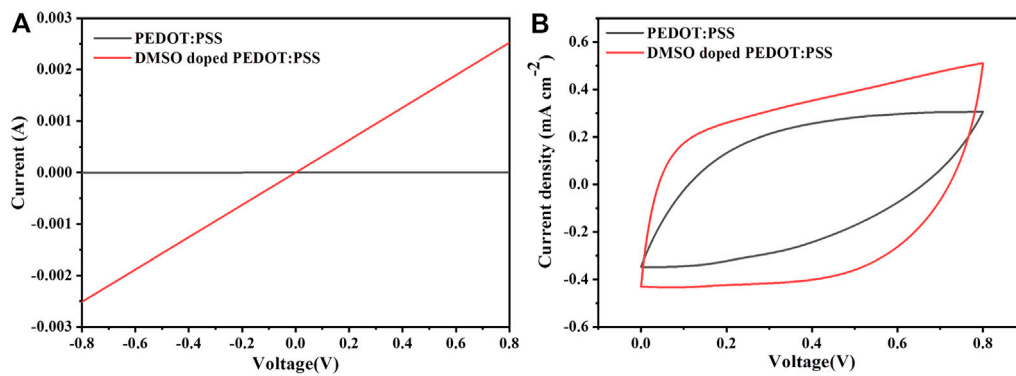 A
PEDOT:PSS
DMSO doped PEDOT:PSS
0.003
0.002
0.001
0.000
-0.001
-0.002
-0.003
Current (A)
-0.8 -0.6 -0.4 -0.2 0.0 0.2 0.4 0.6 0.8
Voltage(V)
B
PEDOT:PSS
DMSO doped PEDOT:PSS
0.6
0.4
0.2
0.0
-0.2
-0.4
-0.6
Current density (mA cm⁻²)
0.0 0.2 0.4 0.6 0.8
Voltage(V)